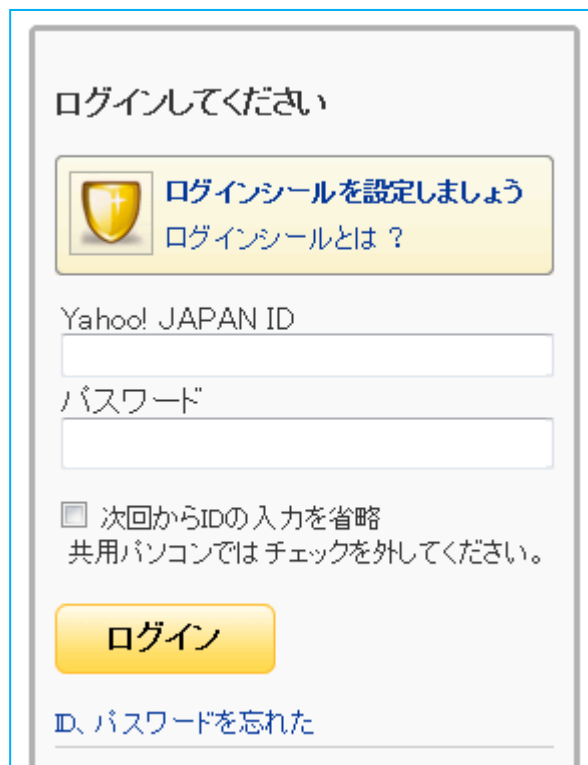 ログインしてください
ログインシールを設定しましょう
ログインシールとは ?
Yahoo! JAPAN ID
パスワード
次回からIDの入力を省略
共用パソコンではチェックを外してください。
ログイン
ID、パスワードを忘れた